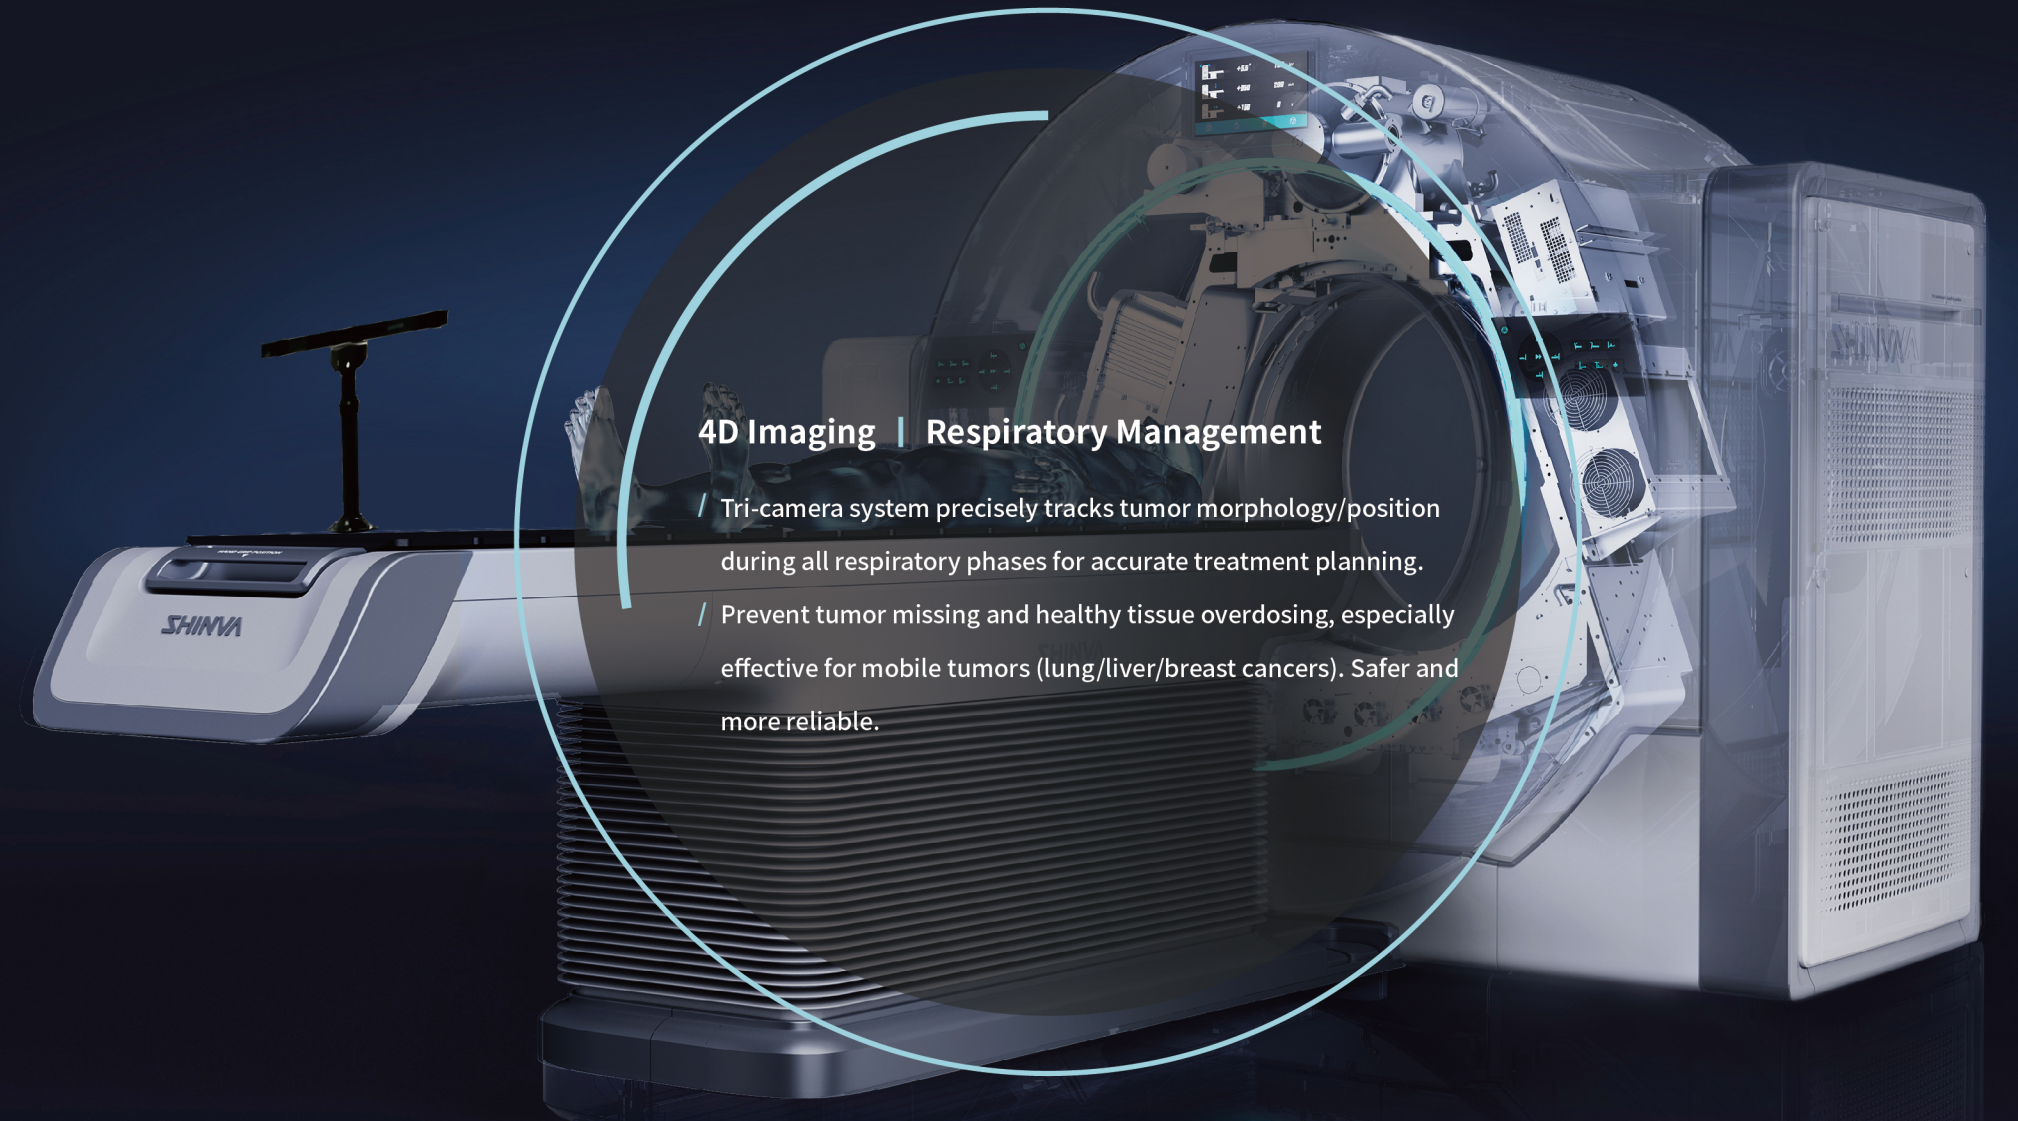 4D Imaging | Respiratory Management
/ Tri-camera system precisely tracks tumor morphology/position
during all respiratory phases for accurate treatment planning.
/ Prevent tumor missing and healthy tissue overdosing, especially
effective for mobile tumors (lung/liver/breast cancers). Safer and
more reliable.
SHINVA
SHINVA
SHINVA